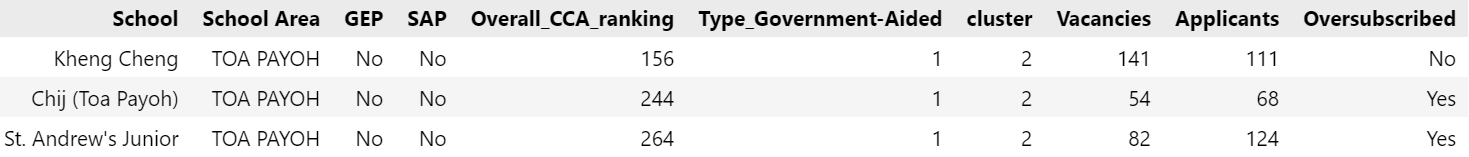 School School Area GEP SAP Overall_CCA_ranking Type_Government-Aided cluster Vacancies Applicants Oversubscribed
Kheng Cheng TOA PAYOH No No 156 1 2 141 111 No
Chij (Toa Payoh) TOA PAYOH No No 244 1 2 54 68 Yes
St. Andrew's Junior TOA PAYOH No No 264 1 2 82 124 Yes